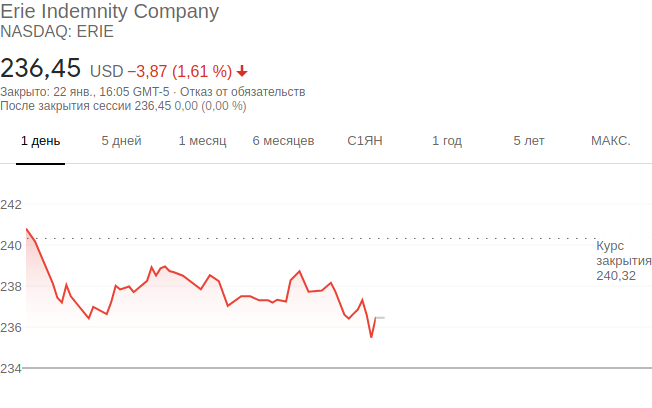 Erie Indemnity Company
NASDAQ: ERIE
236,45 USD −3,87 (1,61 %)
Закрыто: 22 янв., 16:05 GMT-5 · Отказ от обязательств
После закрытия сессии 236,45 0,00 (0,00 %)
1 день 5 дней 1 месяц 6 месяцев С1ЯН 1 год 5 лет МАКС.
242
240
Курс
закрытия
240,32
238
236
234